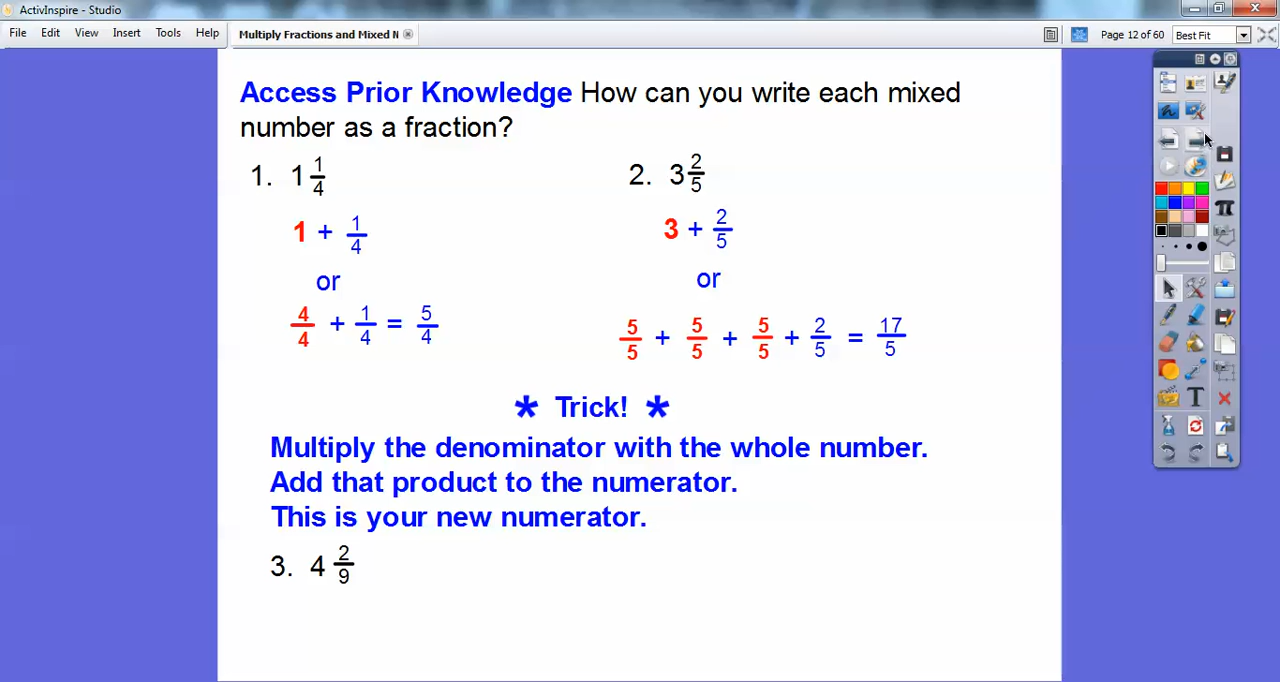 ActivInspire - Studio
File Edit View Insert Tools Help
Multiply Fractions and Mixed N
Page 12 of 60
Best Fit
Access Prior Knowledge How can you write each mixed
number as a fraction?
1. 1 1/4
2. 3 2/5
1 + 1/4
3 + 2/5
or
or
4/4 + 1/4 = 5/4
5/5 + 5/5 + 5/5 + 2/5 = 17/5
* Trick! *
Multiply the denominator with the whole number.
Add that product to the numerator.
This is your new numerator.
3. 4 2/9